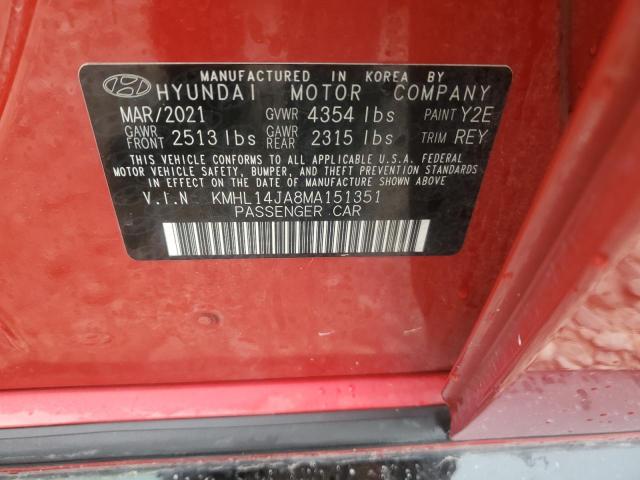 MANUFACTURED IN KOREA BY
HYUNDAI MOTOR COMPANY
MAR/2021 GVWR 4354 lbs PAINT Y2E
GAWR FRONT 2513 lbs GAWR REAR 2315 lbs TRIM REY
THIS VEHICLE CONFORMS TO ALL APPLICABLE U.S.A. FEDERAL
MOTOR VEHICLE SAFETY, BUMPER, AND THEFT PREVENTION STANDARDS
IN EFFECT ON THE DATE OF MANUFACTURE SHOWN ABOVE.
V.I.N KMHL14JA8MA151351
PASSENGER CAR